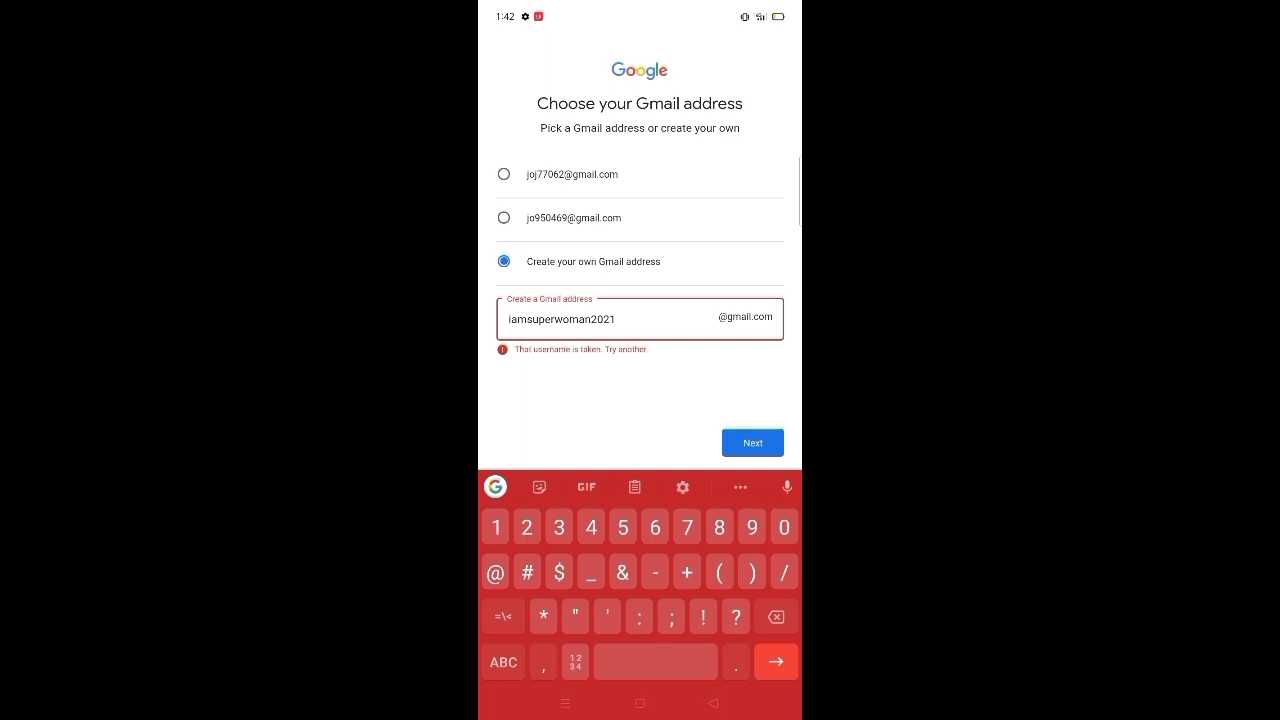 1:42
Google
Choose your Gmail address
Pick a Gmail address or create your own
joj77062@gmail.com
jo950469@gmail.com
Create your own Gmail address
Create a Gmail address
iamsuperwoman2021 @gmail.com
That username is taken. Try another.
Next
G GIF
1 2 3 4 5 6 7 8 9 0
@ # $ _ & - + ( ) /
=\< * " ' : ; ! ?
ABC , 12 34 .